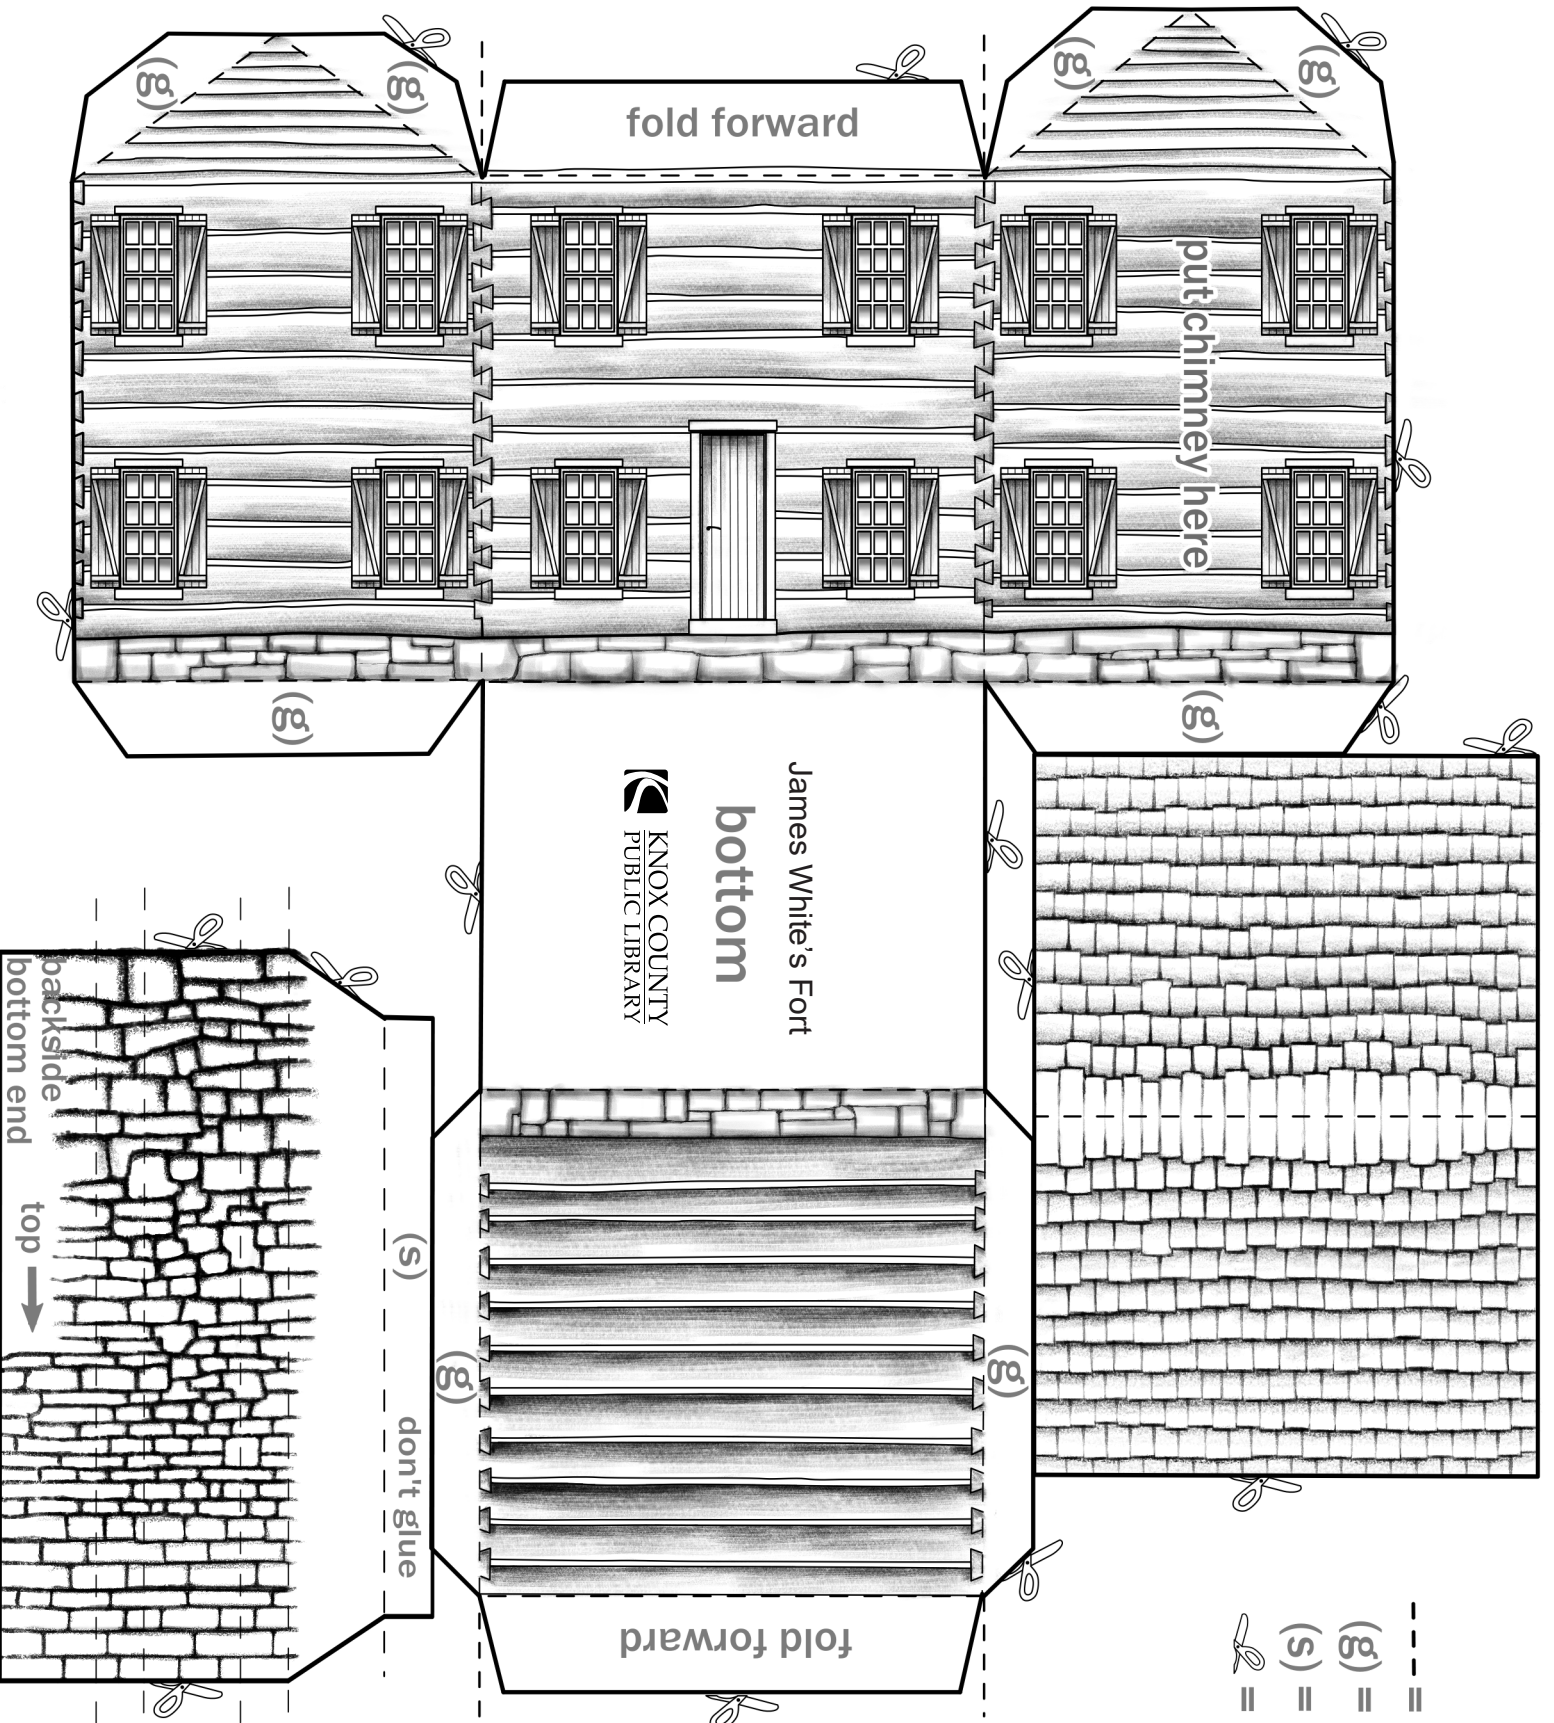 (g)
(g)
(g)
(g)
fold forward
put chimney here
(g)
(g)
James White's Fort
bottom
KNOX COUNTY
PUBLIC LIBRARY
backside
bottom end
top
(s)
don't glue
(g)
(g)
fold forward
=
(g) =
(s) =
=